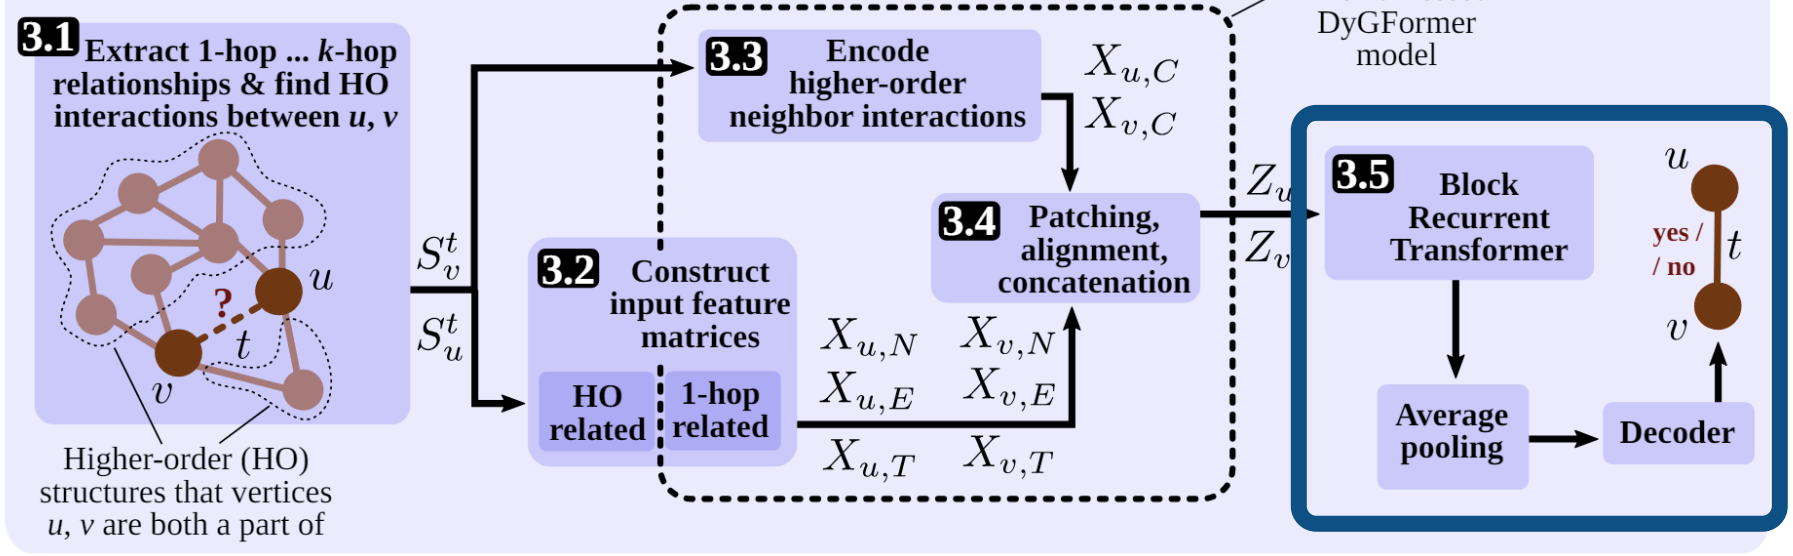 3.1
Extract 1-hop ... k-hop
relationships & find HO
interactions between u, v
?
u
t
v
Higher-order (HO)
structures that vertices
u, v are both a part of
S_v^t
S_u^t
3.3
Encode
higher-order
neighbor interactions
X_{u,C}
X_{v,C}
3.2
Construct
input feature
matrices
HO
related
1-hop
related
X_{u,N} X_{v,N}
X_{u,E} X_{v,E}
X_{u,T} X_{v,T}
3.4
Patching,
alignment,
concatenation
DyGFormer
model
Z_u
Z_v
3.5
Block
Recurrent
Transformer
Average
pooling
Decoder
u
yes /
/ no
t
v